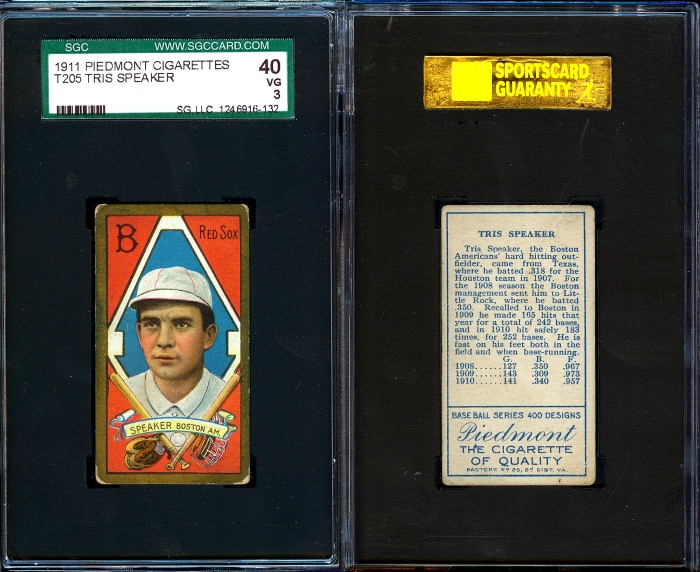 SGC WWW.SGCCARD.COM
1911 PIEDMONT CIGARETTES 40
T205 TRIS SPEAKER VG
3
SG,LLC 1246916-132
B RED SOX
SPEAKER BOSTON AM.
SPORTSCARD
GUARANTY
TRIS SPEAKER
Tris Speaker, the Boston
Americans' hard hitting out-
fielder, came from Texas,
where he batted .318 for the
Houston team in 1907. For
the 1908 season the Boston
management sent him to Lit-
tle Rock, where he batted
.350. Recalled to Boston in
1909 he made 165 hits that
year for a total of 242 bases,
and in 1910 hit safely 183
times, for 252 bases. He is
fast on his feet both in the
field and when base-running.
G. B. F.
1908......127 .350 .967
1909......143 .309 .973
1910......141 .340 .957
BASE BALL SERIES 400 DESIGNS
Piedmont
THE CIGARETTE
OF QUALITY
FACTORY NO 25, 2D DIST. VA.